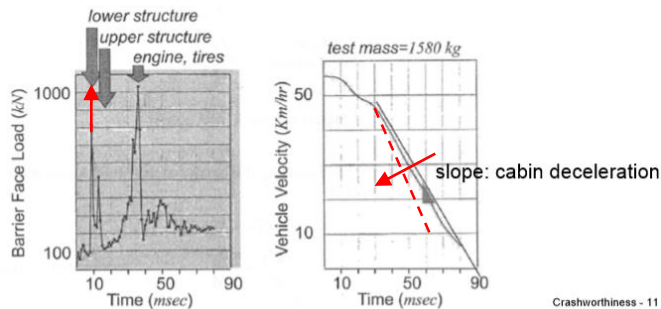 lower structure
upper structure
engine, tires
Barrier Face Load (kN)
1000
100
10
50
90
Time (msec)
test mass=1580 kg
Vehicle Velocity (Km/hr)
50
10
10
50
90
Time (msec)
slope: cabin deceleration
Crashworthiness - 11